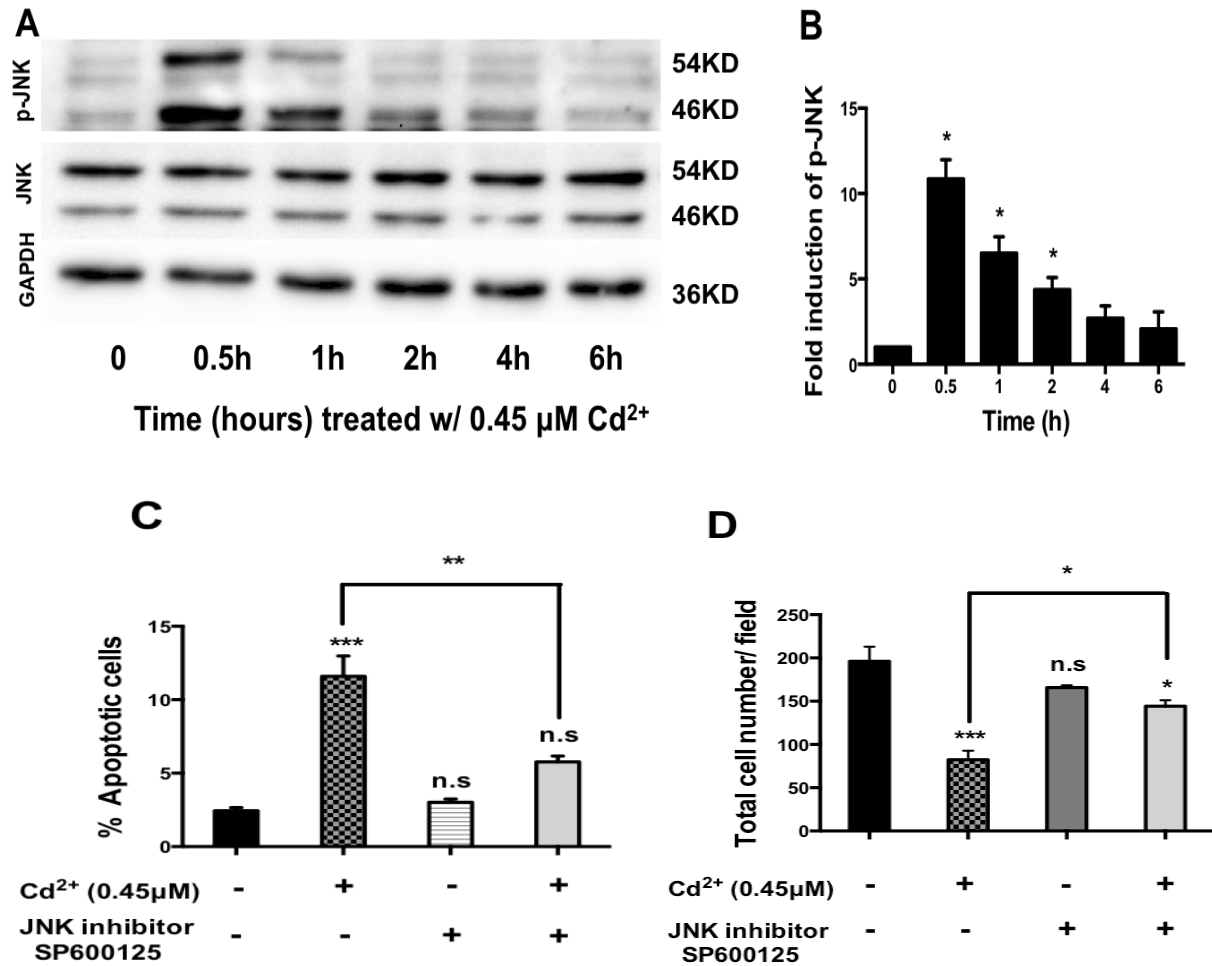 A
p-JNK
54KD
46KD
JNK
54KD
46KD
GAPDH
36KD
0 0.5h 1h 2h 4h 6h
Time (hours) treated w/ 0.45 µM Cd²⁺
B
Fold induction of p-JNK
15
10
5
0
*
*
*
0 0.5 1 2 4 6
Time (h)
C
**
% Apoptotic cells
15
10
5
0
***
n.s
n.s
Cd²⁺ (0.45µM) - + - +
JNK inhibitor - - + +
SP600125
D
*
Total cell number/ field
250
200
150
100
50
0
***
n.s
*
Cd²⁺ (0.45µM) - + - +
JNK inhibitor - - + +
SP600125